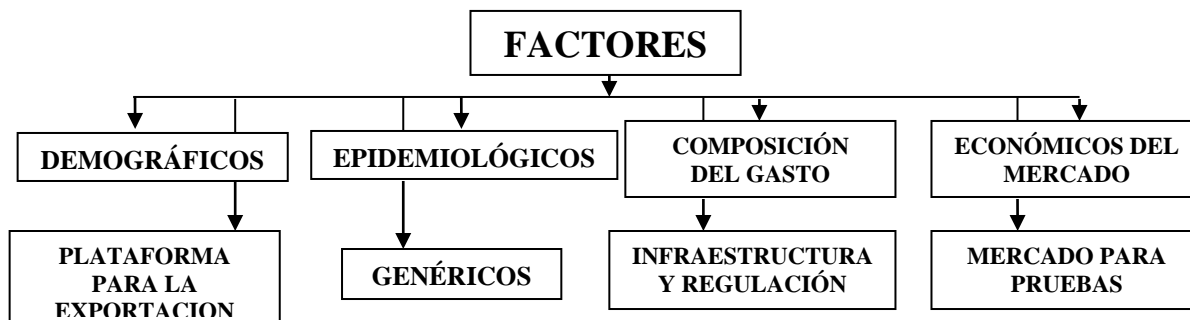 FACTORES
DEMOGRÁFICOS
EPIDEMIOLÓGICOS
COMPOSICIÓN
DEL GASTO
ECONÓMICOS DEL
MERCADO
PLATAFORMA
PARA LA
EXPORTACION
GENÉRICOS
INFRAESTRUCTURA
Y REGULACIÓN
MERCADO PARA
PRUEBAS